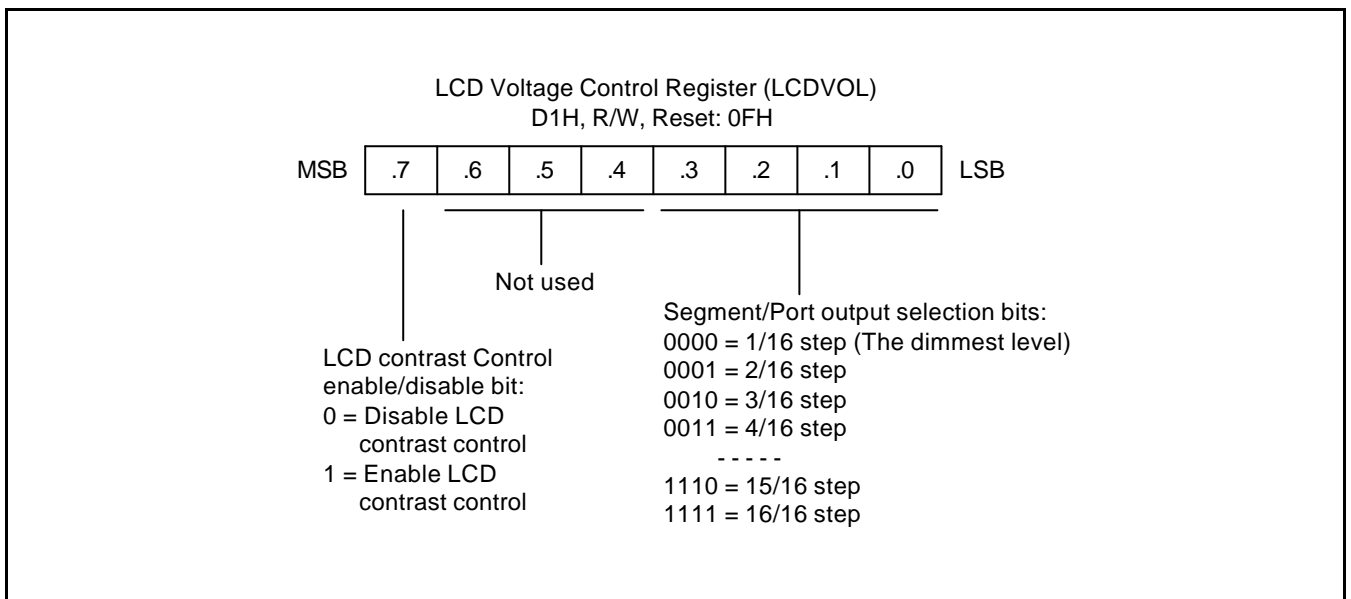 LCD Voltage Control Register (LCDVOL)
D1H, R/W, Reset: 0FH
MSB .7 .6 .5 .4 .3 .2 .1 .0 LSB
Not used
LCD contrast Control
enable/disable bit:
0 = Disable LCD
contrast control
1 = Enable LCD
contrast control
Segment/Port output selection bits:
0000 = 1/16 step (The dimmest level)
0001 = 2/16 step
0010 = 3/16 step
0011 = 4/16 step
- - - - -
1110 = 15/16 step
1111 = 16/16 step